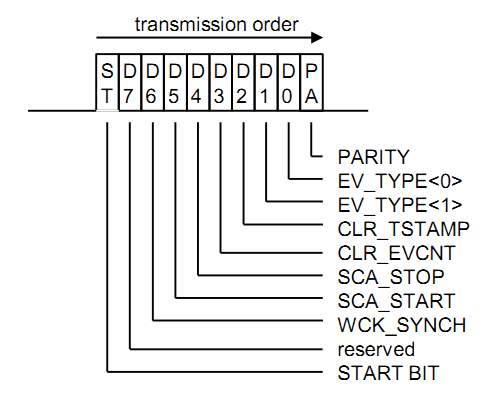 transmission order
S D D D D D D D D P
T 7 6 5 4 3 2 1 0 A
PARITY
EV_TYPE<0>
EV_TYPE<1>
CLR_TSTAMP
CLR_EVCNT
SCA_STOP
SCA_START
WCK_SYNCH
reserved
START BIT